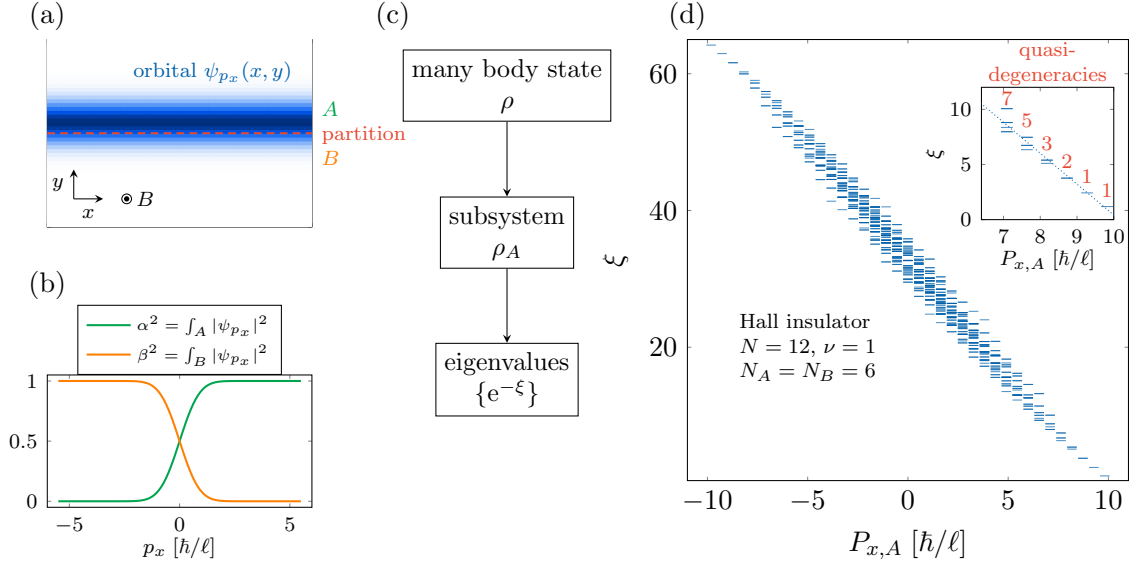 (a)
orbital ψ_{p_x}(x, y)
A
partition
B
y
x
B
(b)
α² = ∫_A |ψ_{p_x}|²
β² = ∫_B |ψ_{p_x}|²
1
0.5
0
−5
0
5
p_x [ħ/ℓ]
(c)
many body state
ρ
subsystem
ρ_A
eigenvalues
{e^{−ξ}}
(d)
60
40
20
ξ
−10
−5
0
5
10
P_{x,A} [ħ/ℓ]
Hall insulator
N = 12, ν = 1
N_A = N_B = 6
quasi-
degeneracies
10
5
0
ξ
7
5
3
2
1
1
7
8
9
10
P_{x,A} [ħ/ℓ]